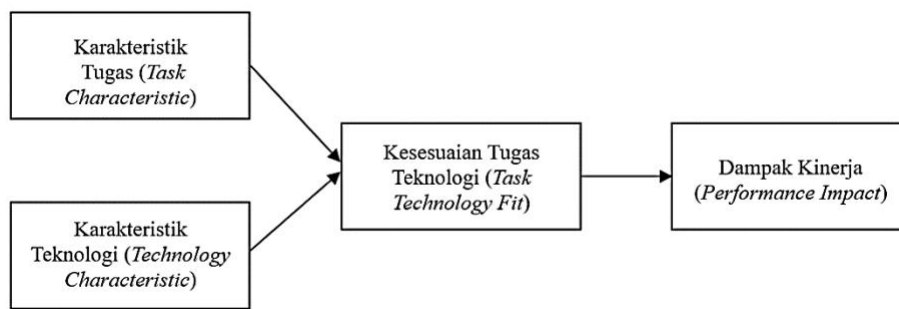 Karakteristik
Tugas (Task
Characteristic)
Karakteristik
Teknologi (Technology
Characteristic)
Kesesuaian Tugas
Teknologi (Task
Technology Fit)
Dampak Kinerja
(Performance Impact)